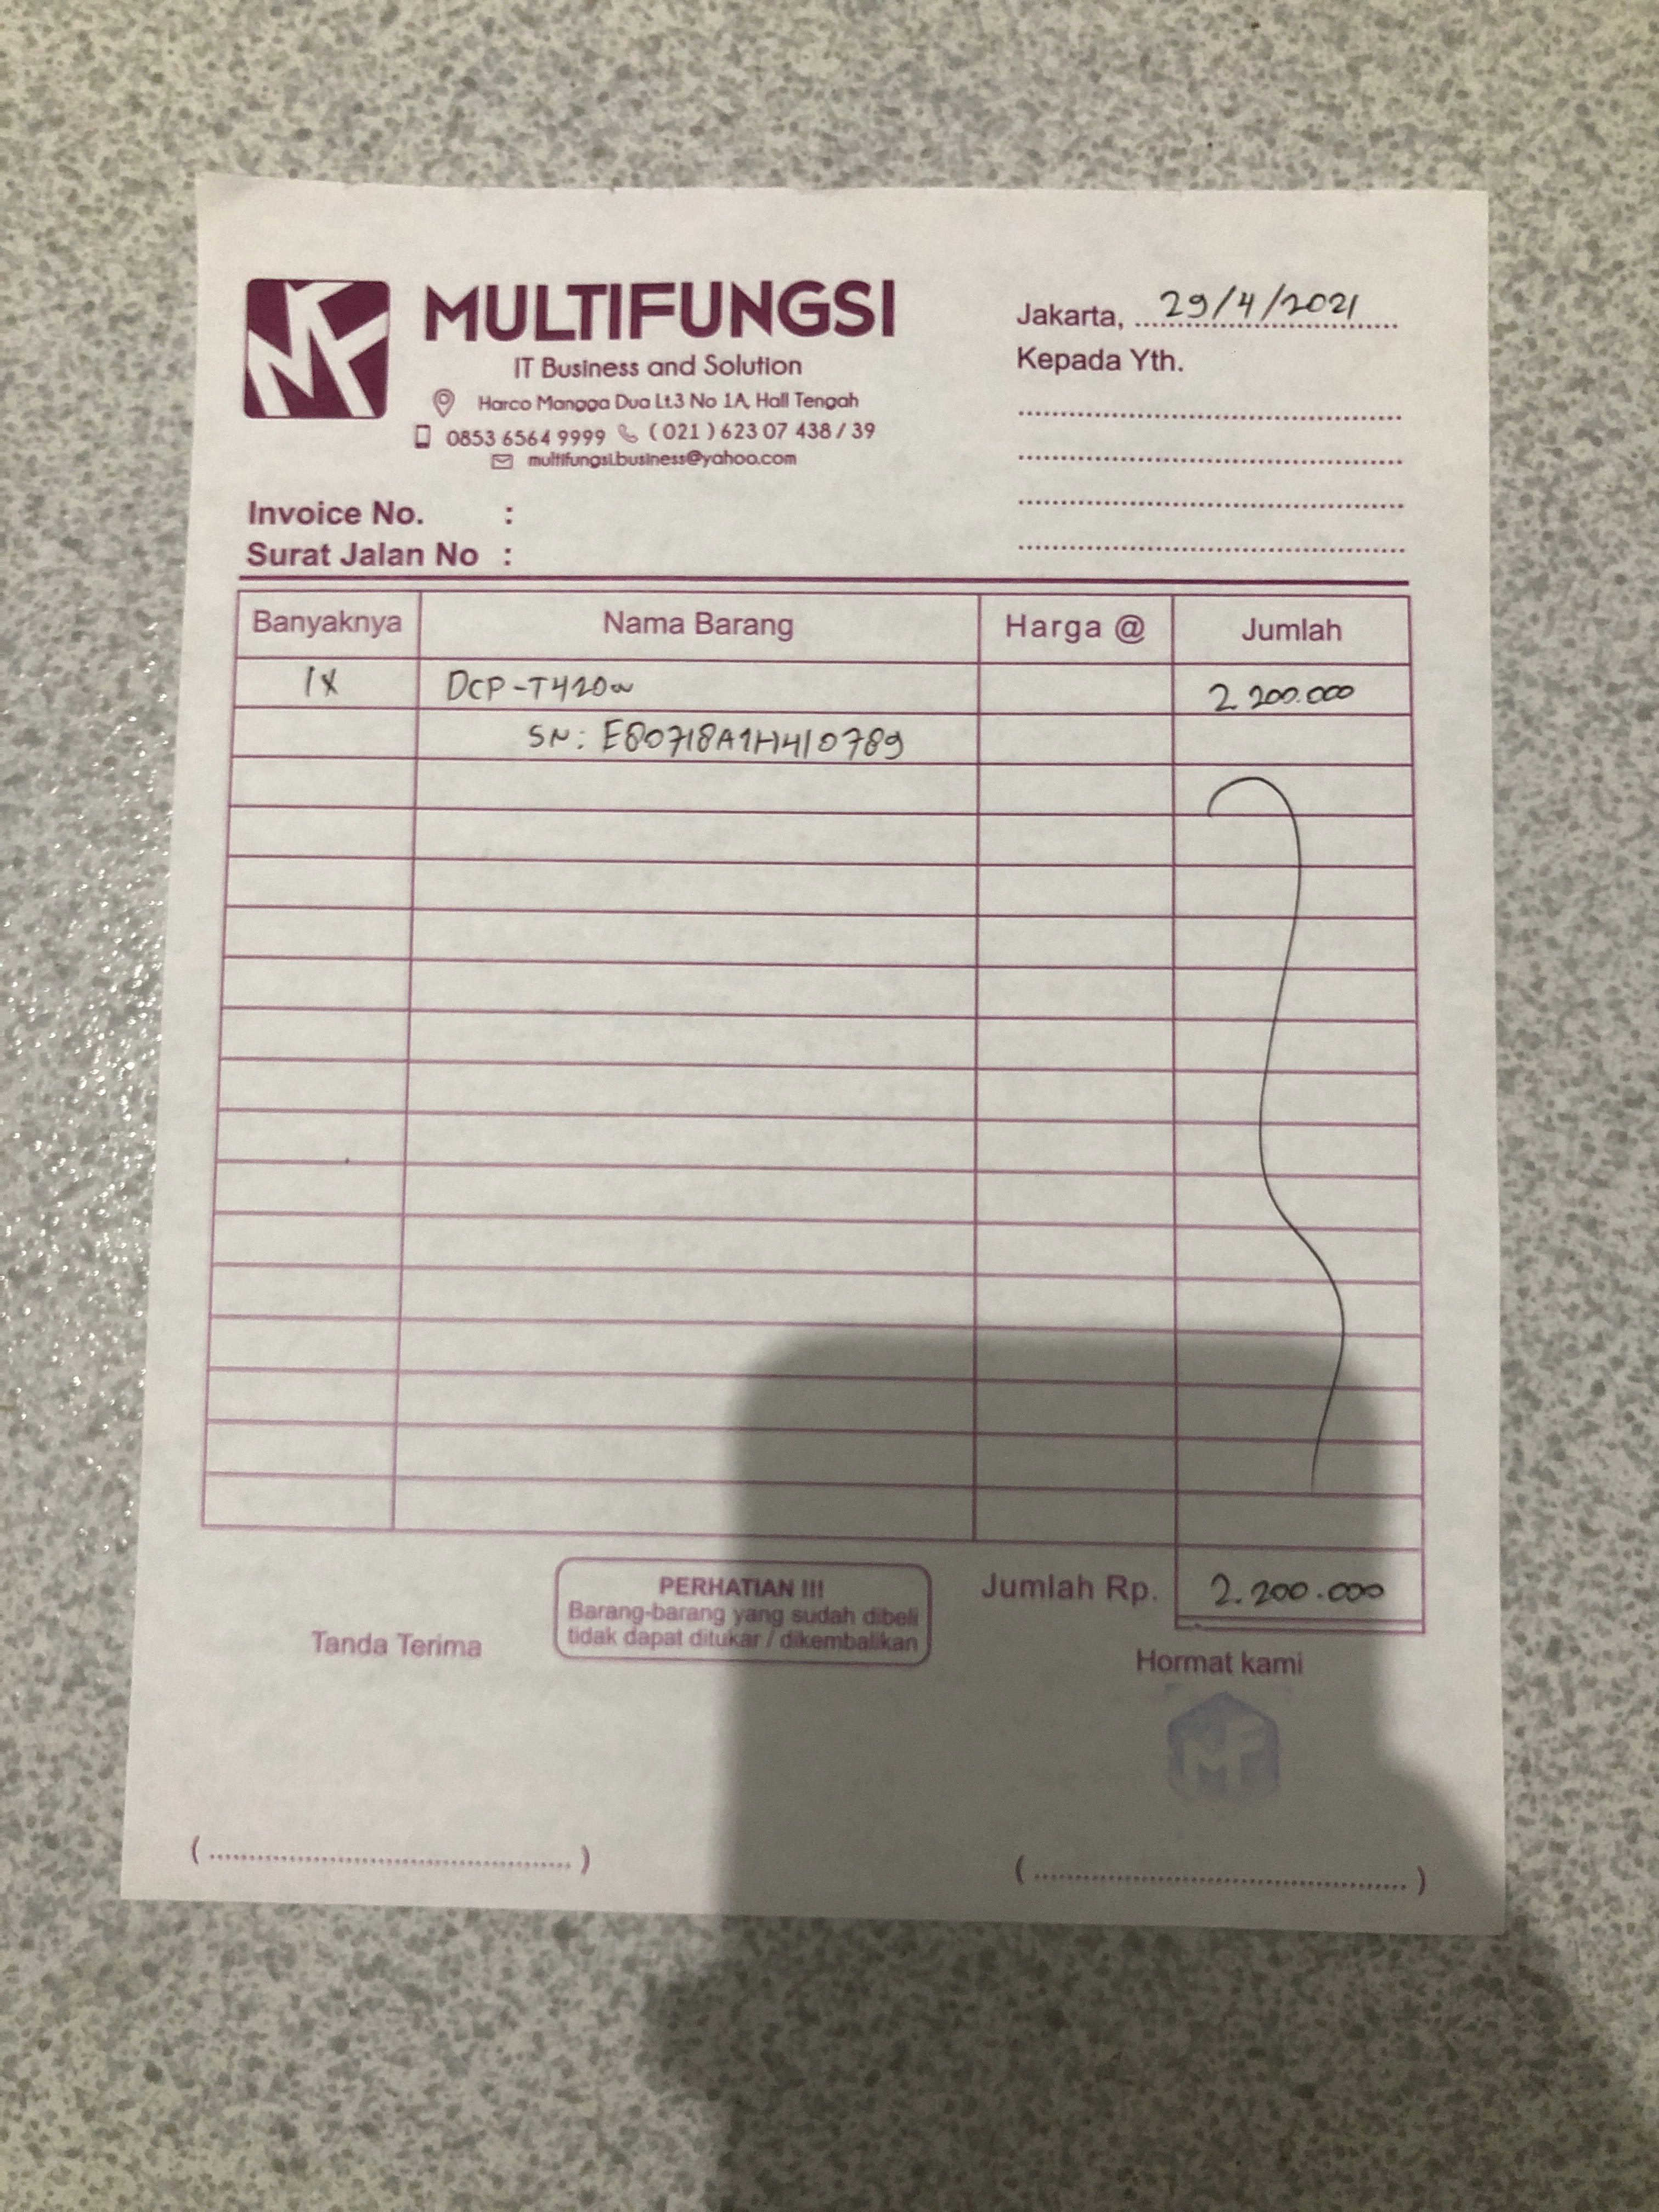 MF
MULTIFUNGSI
IT Business and Solution
Harco Mangga Dua Lt.3 No 1A, Hall Tengah
0853 6564 9999 ( 021 ) 623 07 438 / 39
multifungsi.business@yahoo.com
Jakarta, 29/4/2021
Kepada Yth.
Invoice No. :
Surat Jalan No :
Banyaknya Nama Barang Harga @ Jumlah
1X DCP-T420w 2.200.000
SN: E80718A1H410789
Jumlah Rp. 2.200.000
PERHATIAN !!!
Barang-barang yang sudah dibeli
tidak dapat ditukar / dikembalikan
Tanda Terima
Hormat kami
MF
(............................................) (............................................)